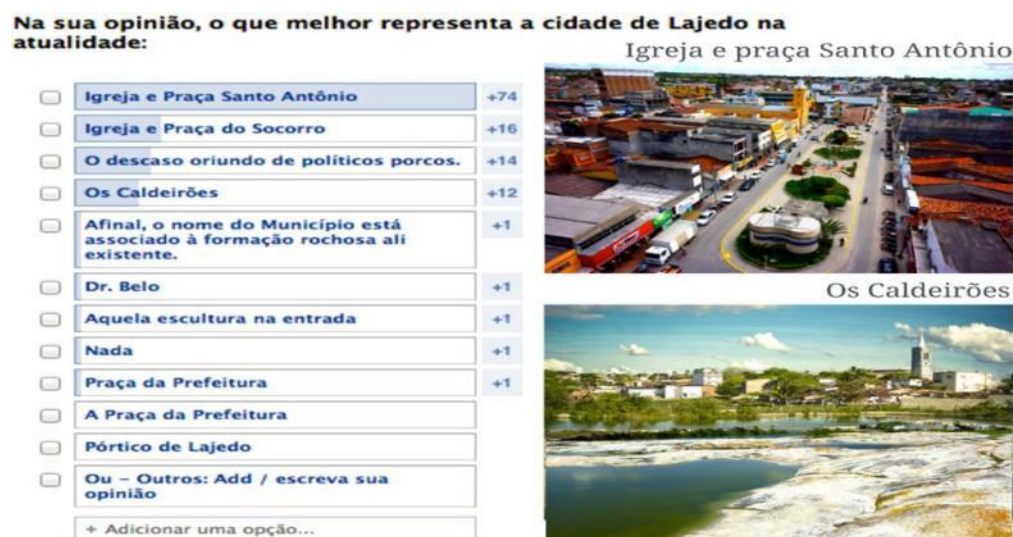 Na sua opinião, o que melhor representa a cidade de Lajedo na
atualidade:
Igreja e praça Santo Antônio
Igreja e Praça Santo Antônio +74
Igreja e Praça do Socorro +16
O descaso oriundo de políticos porcos. +14
Os Caldeirões +12
Afinal, o nome do Município está +1
associado à formação rochosa ali
existente.
Dr. Belo +1
Aquela escultura na entrada +1
Nada +1
Praça da Prefeitura +1
A Praça da Prefeitura
Pórtico de Lajedo
Ou – Outros: Add / escreva sua
opinião
+ Adicionar uma opção...
Os Caldeirões